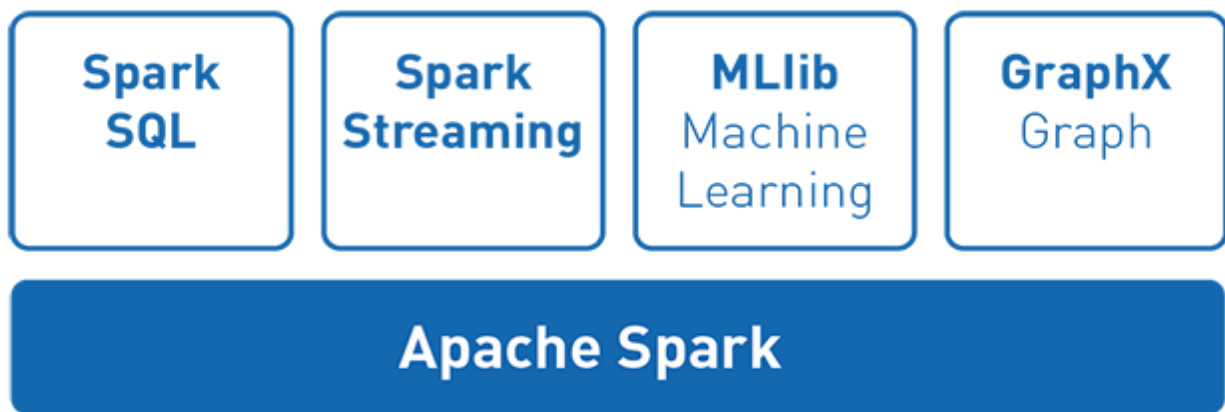 Spark
SQL
Spark
Streaming
MLlib
Machine
Learning
GraphX
Graph
Apache Spark